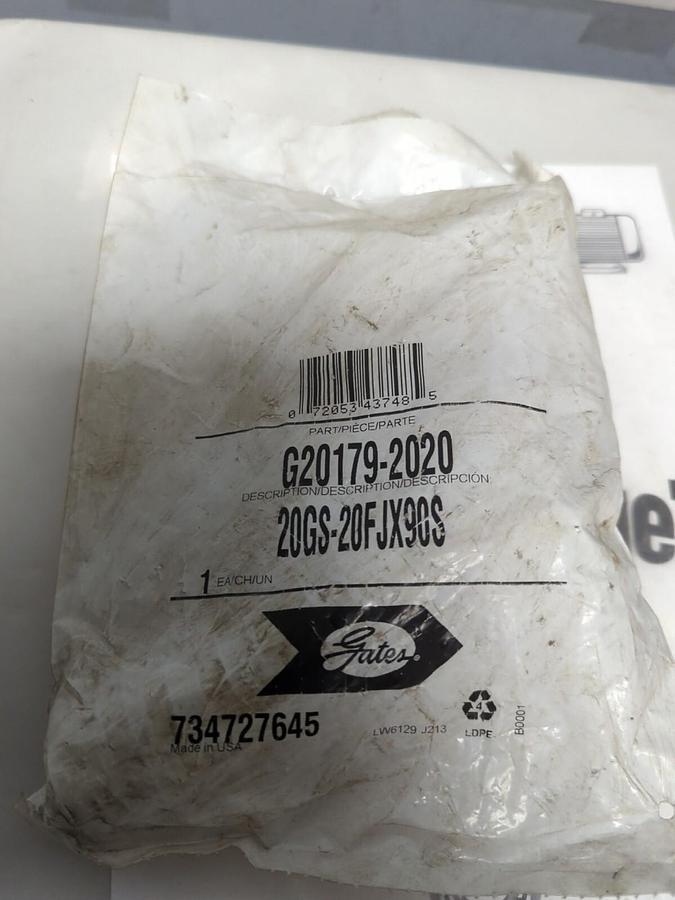 0 72053 43748 5
PART/PIÈCE/PARTE
G20179-2020
DESCRIPTION/DESCRIPTION/DESCRIPCIÓN
20GS-20FJX90S
1 EA/CH/UN
Gates®
734727645
Made in USA
LW6129 J213
4
LDPE
B0001